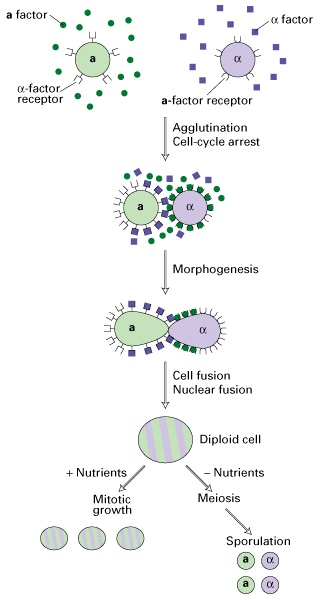 a factor
α factor
a
α
α-factor
receptor
a-factor receptor
Agglutination
Cell-cycle arrest
a
α
Morphogenesis
a
α
Cell fusion
Nuclear fusion
Diploid cell
+ Nutrients
– Nutrients
Mitotic
growth
Meiosis
Sporulation
a
α
a
α